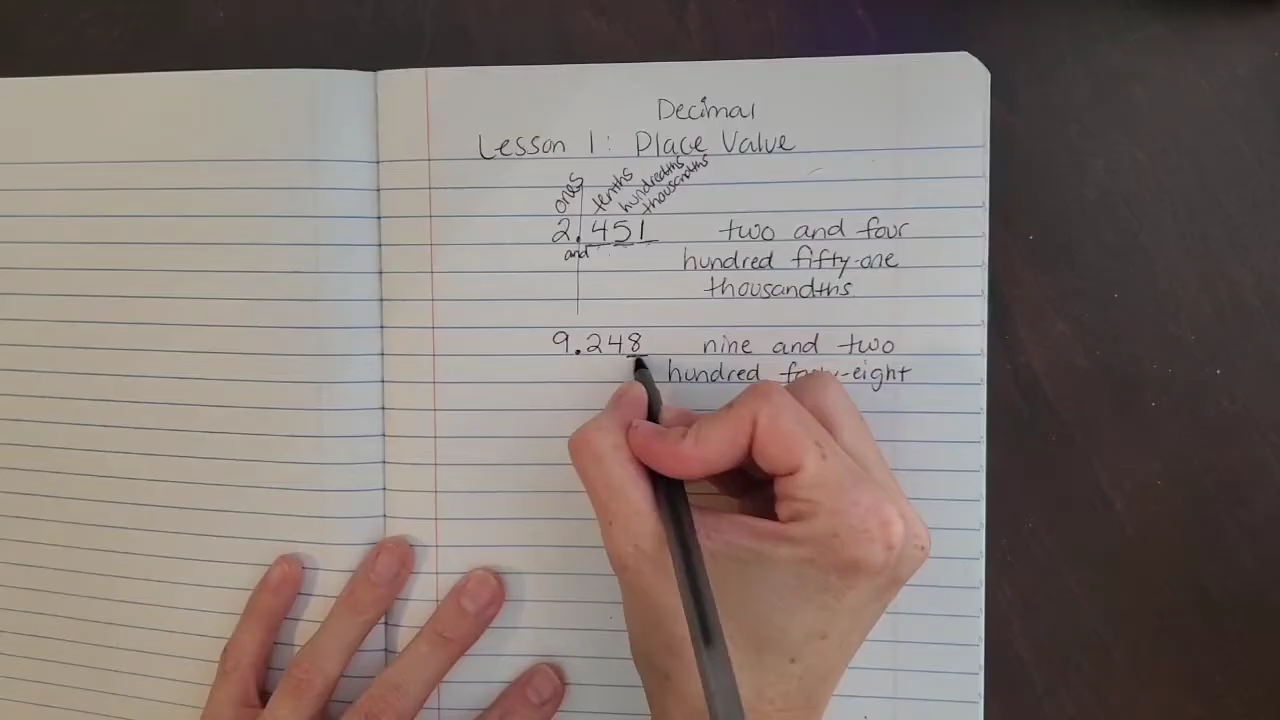 Decimal
Lesson 1: Place Value
ones tenths hundredths thousandths
2.451 two and four
and hundred fifty-one
thousandths
9.248 nine and two
hundred forty-eight